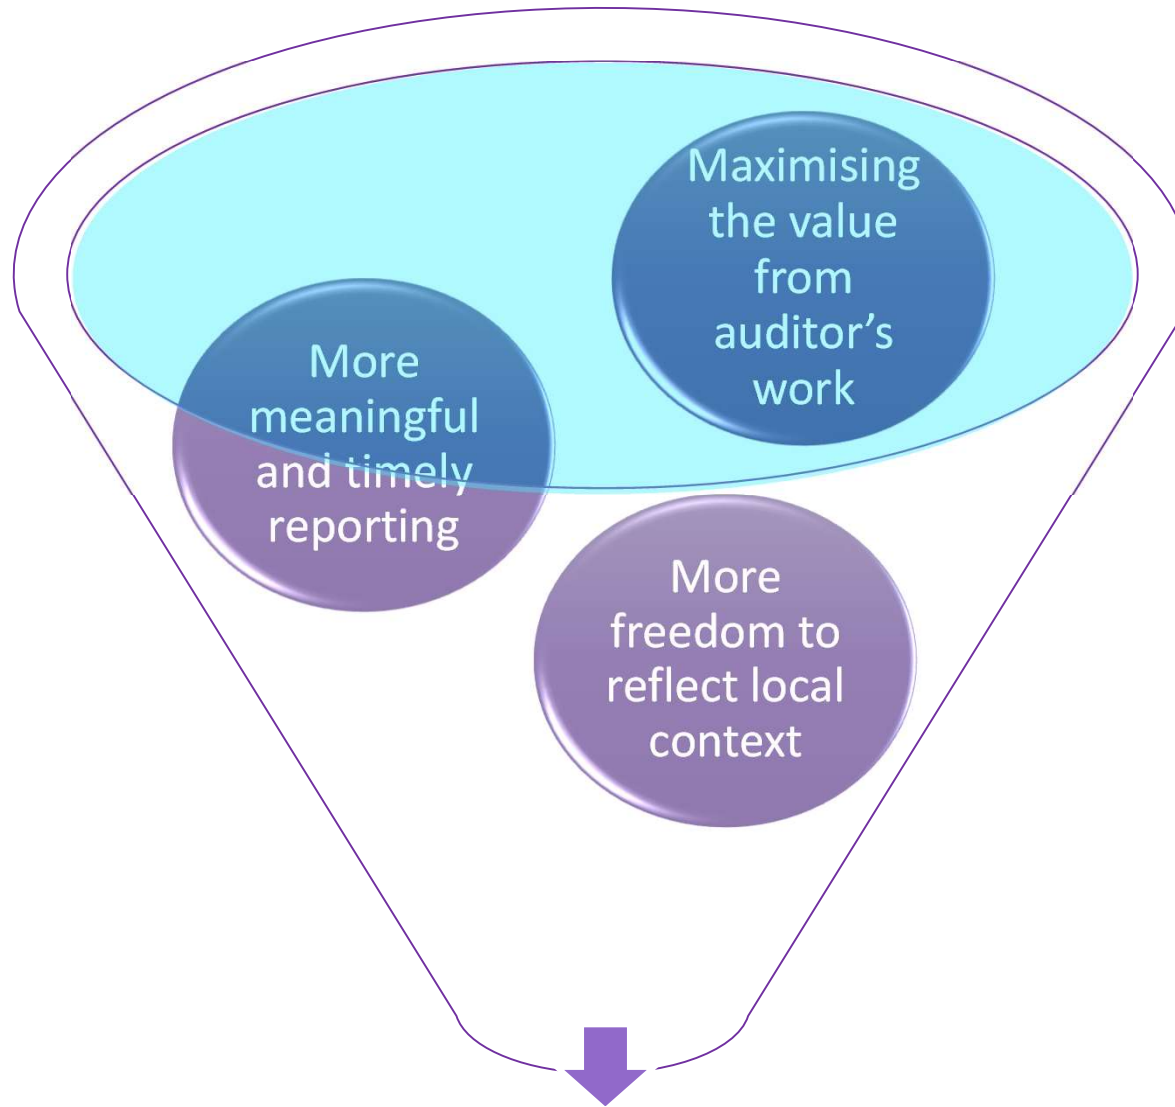 Maximising
the value
from
auditor’s
work
More
meaningful
and timely
reporting
More
freedom to
reflect local
context